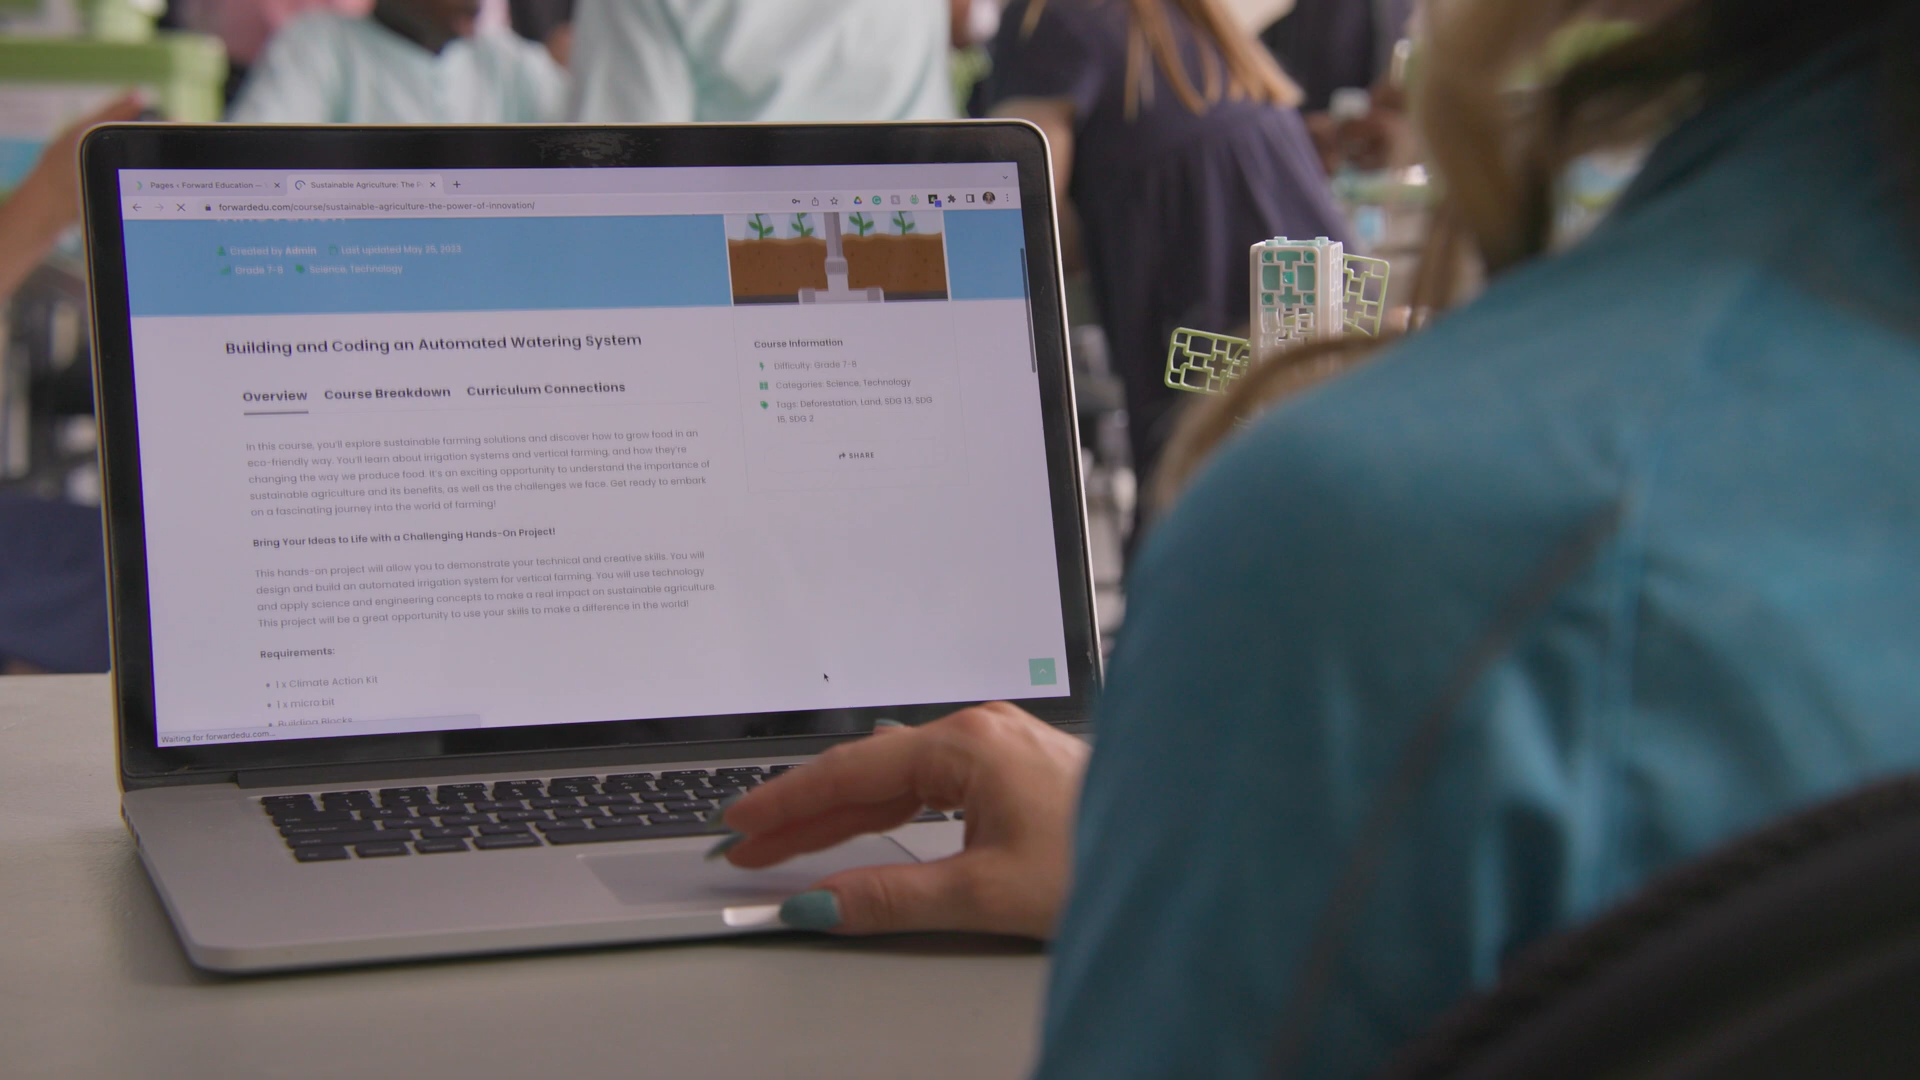 Pages ‹ Forward Education —
Sustainable Agriculture: The P
forwardedu.com/course/sustainable-agriculture-the-power-of-innovation/
Created by Admin Last updated May 25, 2023
Grade 7-8 Science, Technology
Building and Coding an Automated Watering System
Overview Course Breakdown Curriculum Connections
In this course, you'll explore sustainable farming solutions and discover how to grow food in an
eco-friendly way. You'll learn about irrigation systems and vertical farming, and how they're
changing the way we produce food. It's an exciting opportunity to understand the importance of
sustainable agriculture and its benefits, as well as the challenges we face. Get ready to embark
on a fascinating journey into the world of farming!
Bring Your Ideas to Life with a Challenging Hands-On Project!
This hands-on project will allow you to demonstrate your technical and creative skills. You will
design and build an automated irrigation system for vertical farming. You will use technology
and apply science and engineering concepts to make a real impact on sustainable agriculture.
This project will be a great opportunity to use your skills to make a difference in the world!
Requirements:
1 x Climate Action Kit
1 x micro:bit
Building Blocks
Waiting for forwardedu.com...
Course Information
Difficulty: Grade 7-8
Categories: Science, Technology
Tags: Deforestation, Land, SDG 13, SDG
15, SDG 2
SHARE